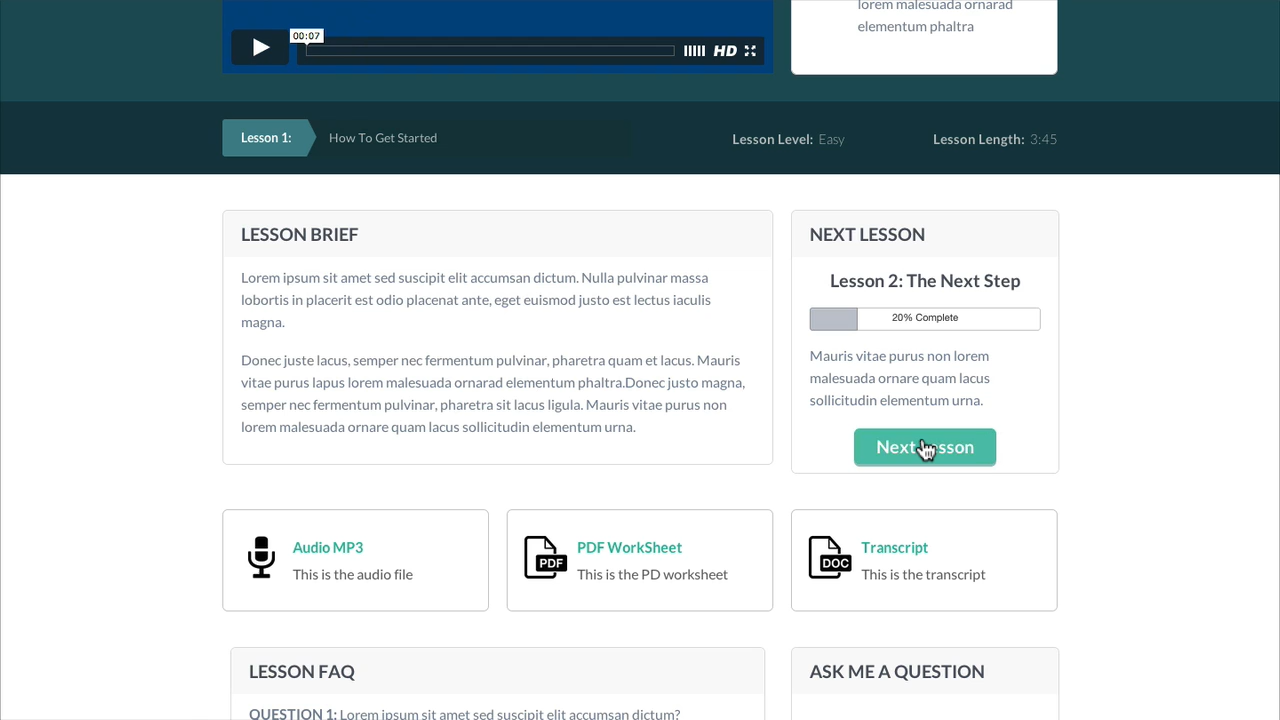 lorem malesuada ornarad
elementum phaltra
00:07
HD
Lesson 1:
How To Get Started
Lesson Level: Easy
Lesson Length: 3:45
LESSON BRIEF
Lorem ipsum sit amet sed suscipit elit accumsan dictum. Nulla pulvinar massa
lobortis in placerit est odio placenat ante, eget euismod justo est lectus iaculis
magna.
Donec juste lacus, semper nec fermentum pulvinar, pharetra quam et lacus. Mauris
vitae purus lapus lorem malesuada ornarad elementum phaltra.Donec justo magna,
semper nec fermentum pulvinar, pharetra sit lacus ligula. Mauris vitae purus non
lorem malesuada ornare quam lacus sollicitudin elementum urna.
NEXT LESSON
Lesson 2: The Next Step
20% Complete
Mauris vitae purus non lorem
malesuada ornare quam lacus
sollicitudin elementum urna.
Next Lesson
Audio MP3
This is the audio file
PDF
PDF WorkSheet
This is the PD worksheet
DOC
Transcript
This is the transcript
LESSON FAQ
QUESTION 1: Lorem ipsum sit amet sed suscipit elit accumsan dictum?
ASK ME A QUESTION